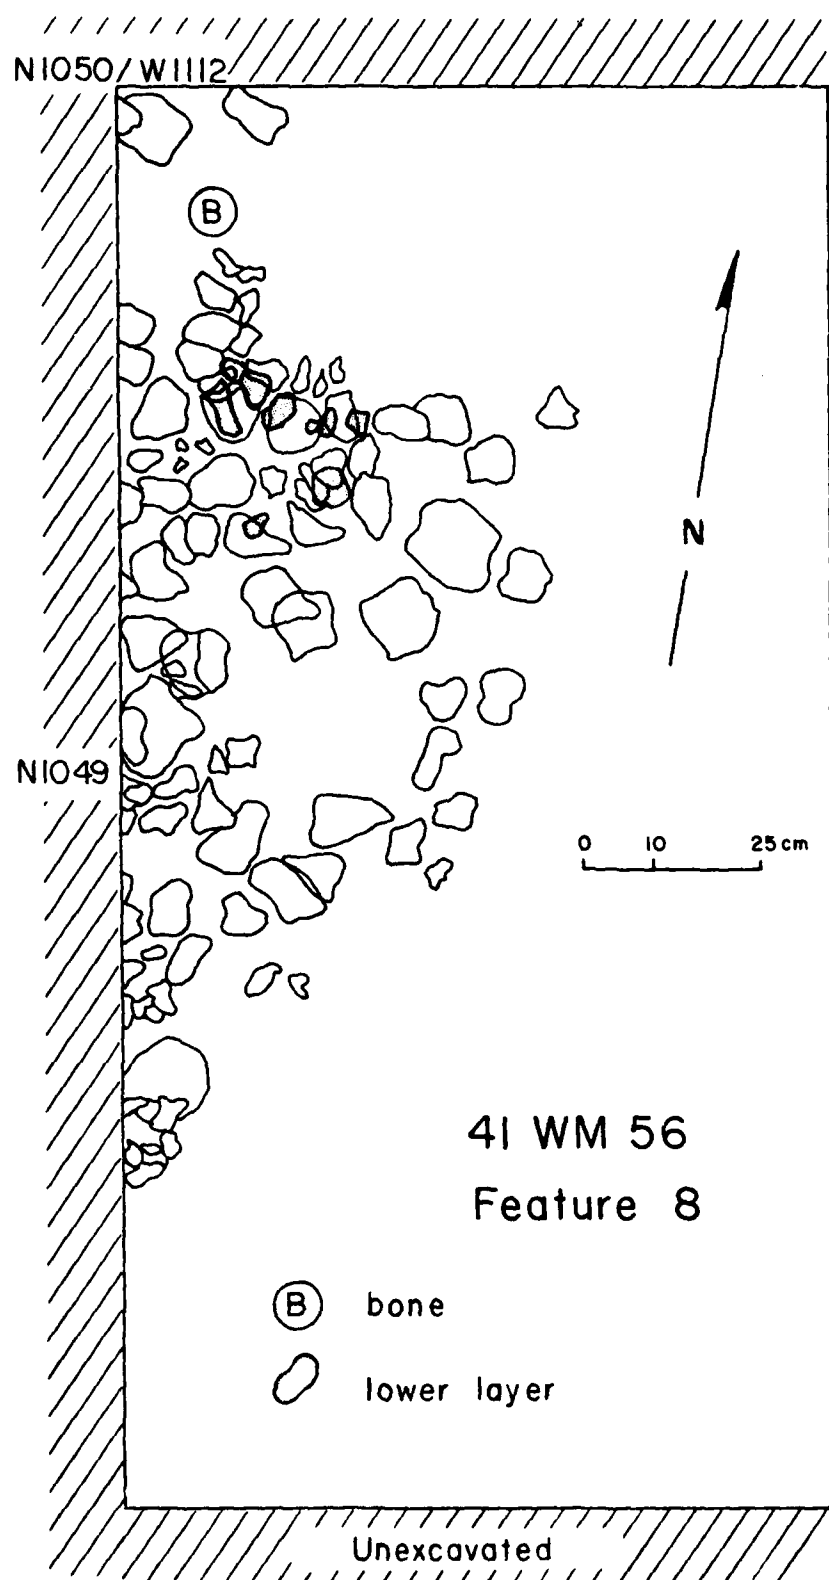 N1050/W1112
B
N
N1049
0 10 25 cm
41 WM 56
Feature 8
B bone
lower layer
Unexcavated